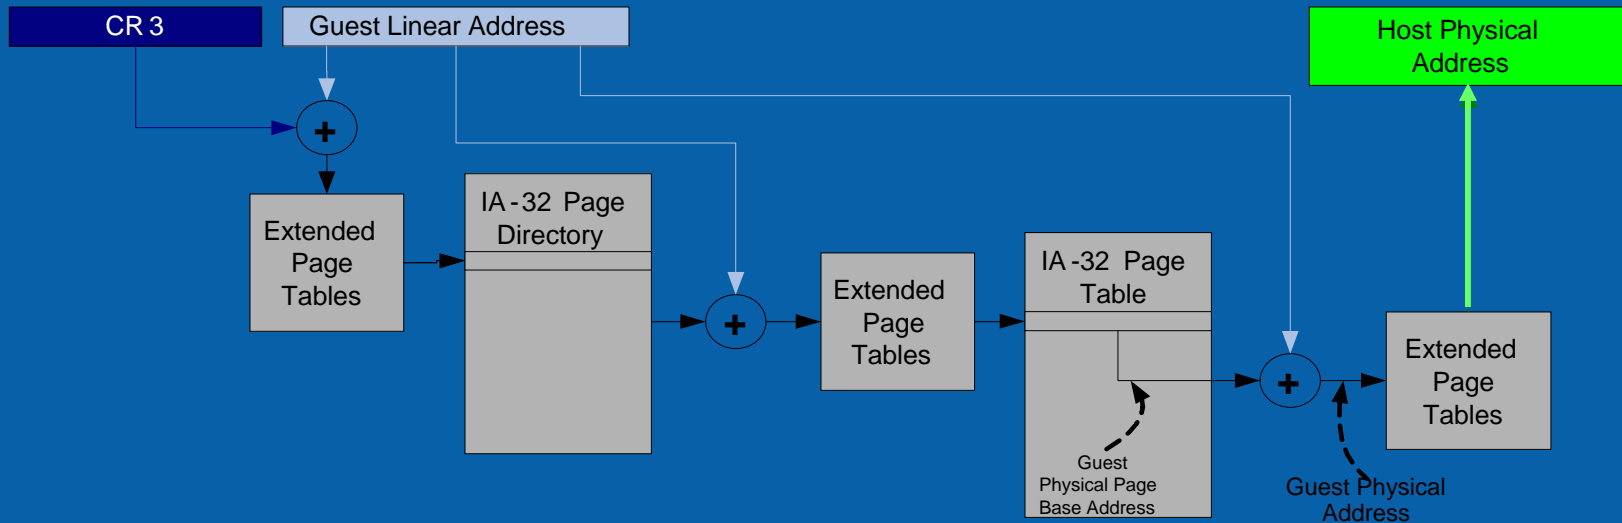 CR 3
Guest Linear Address
Host Physical
Address
+
Extended
Page
Tables
IA-32 Page
Directory
+
Extended
Page
Tables
IA-32 Page
Table
Guest
Physical Page
Base Address
+
Guest Physical
Address
Extended
Page
Tables